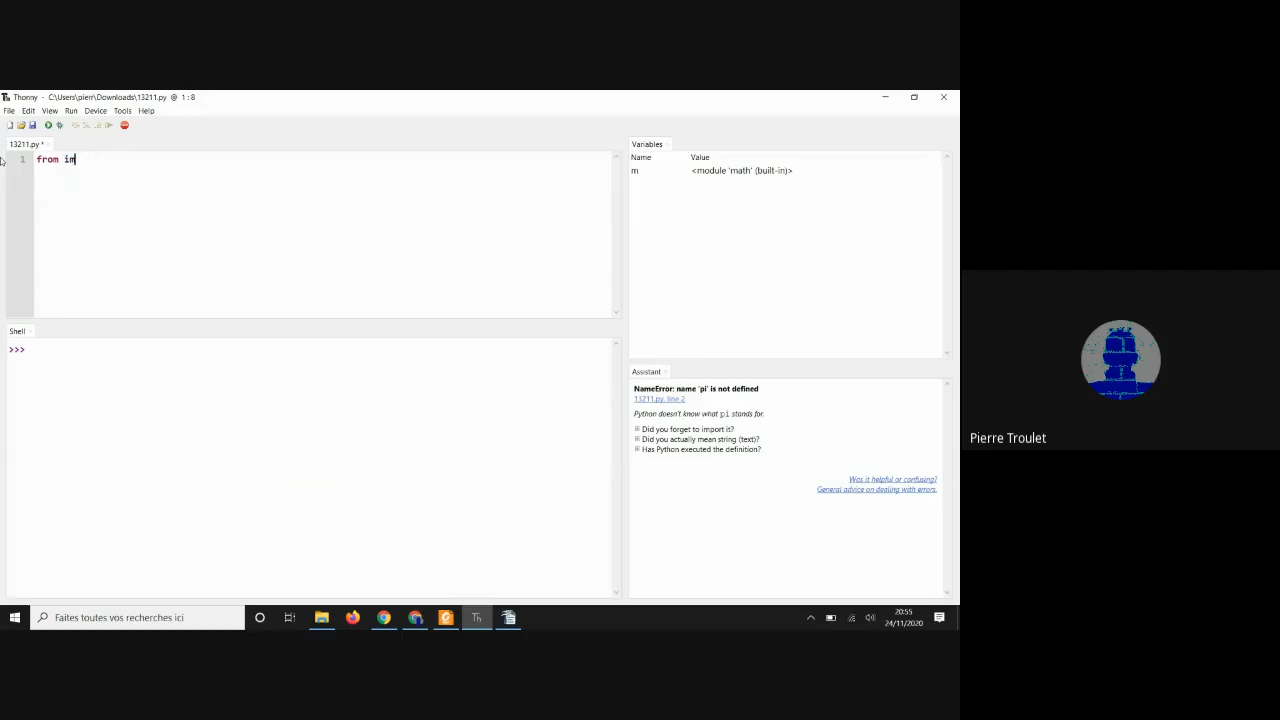 Thonny - C:\Users\pierr\Downloads\13211.py @ 1 : 8
File Edit View Run Device Tools Help
13211.py *
1 from im
Variables
Name Value
m <module 'math' (built-in)>
Shell
>>>
Assistant
NameError: name 'pi' is not defined
13211.py, line 2
Python doesn't know what pi stands for.
Did you forget to import it?
Did you actually mean string (text)?
Has Python executed the definition?
Was it helpful or confusing?
General advice on dealing with errors.
Pierre Troulet
Faites toutes vos recherches ici
Th
20:55
24/11/2020